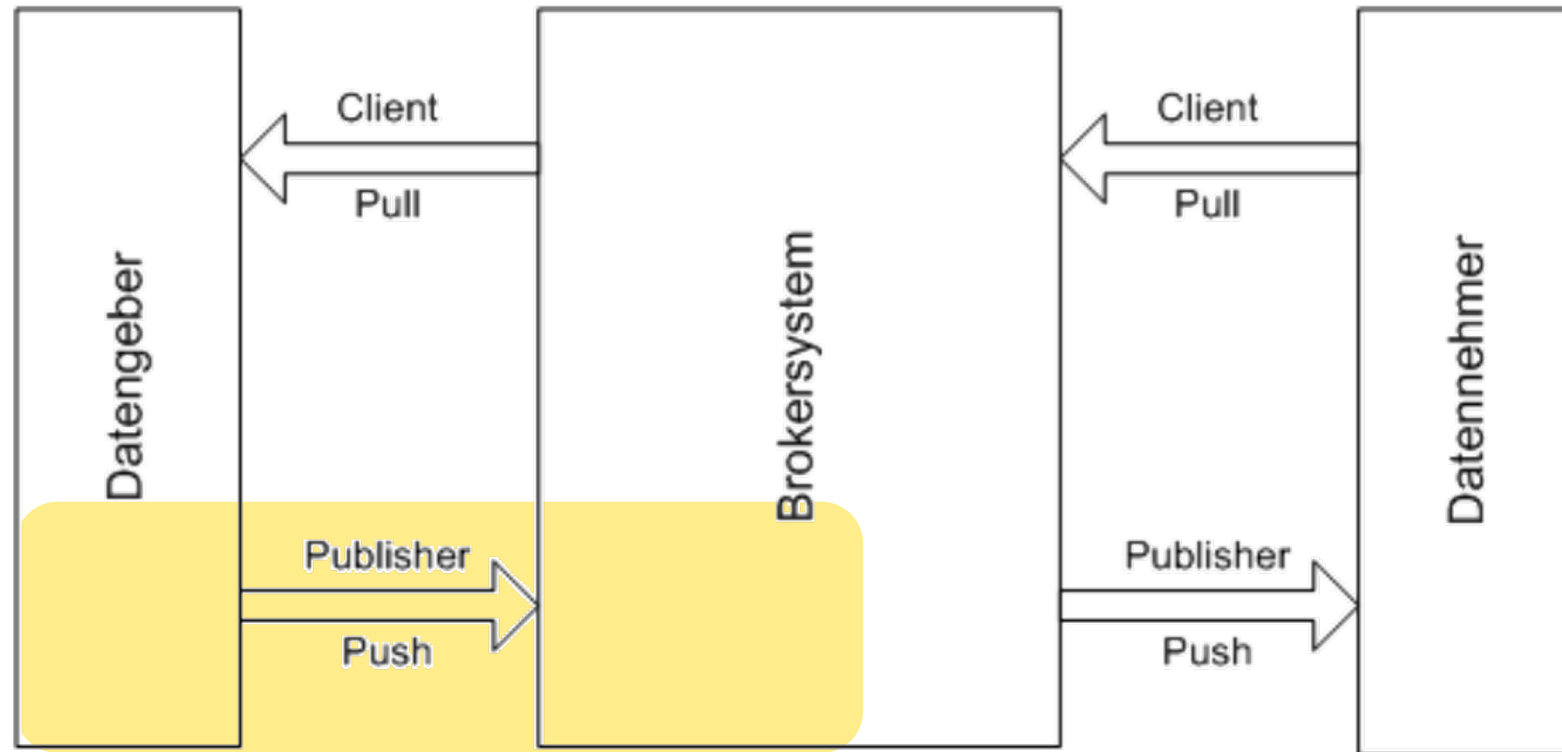 Datengeber
Client
Pull
Publisher
Push
Brokersystem
Client
Pull
Publisher
Push
Datennehmer